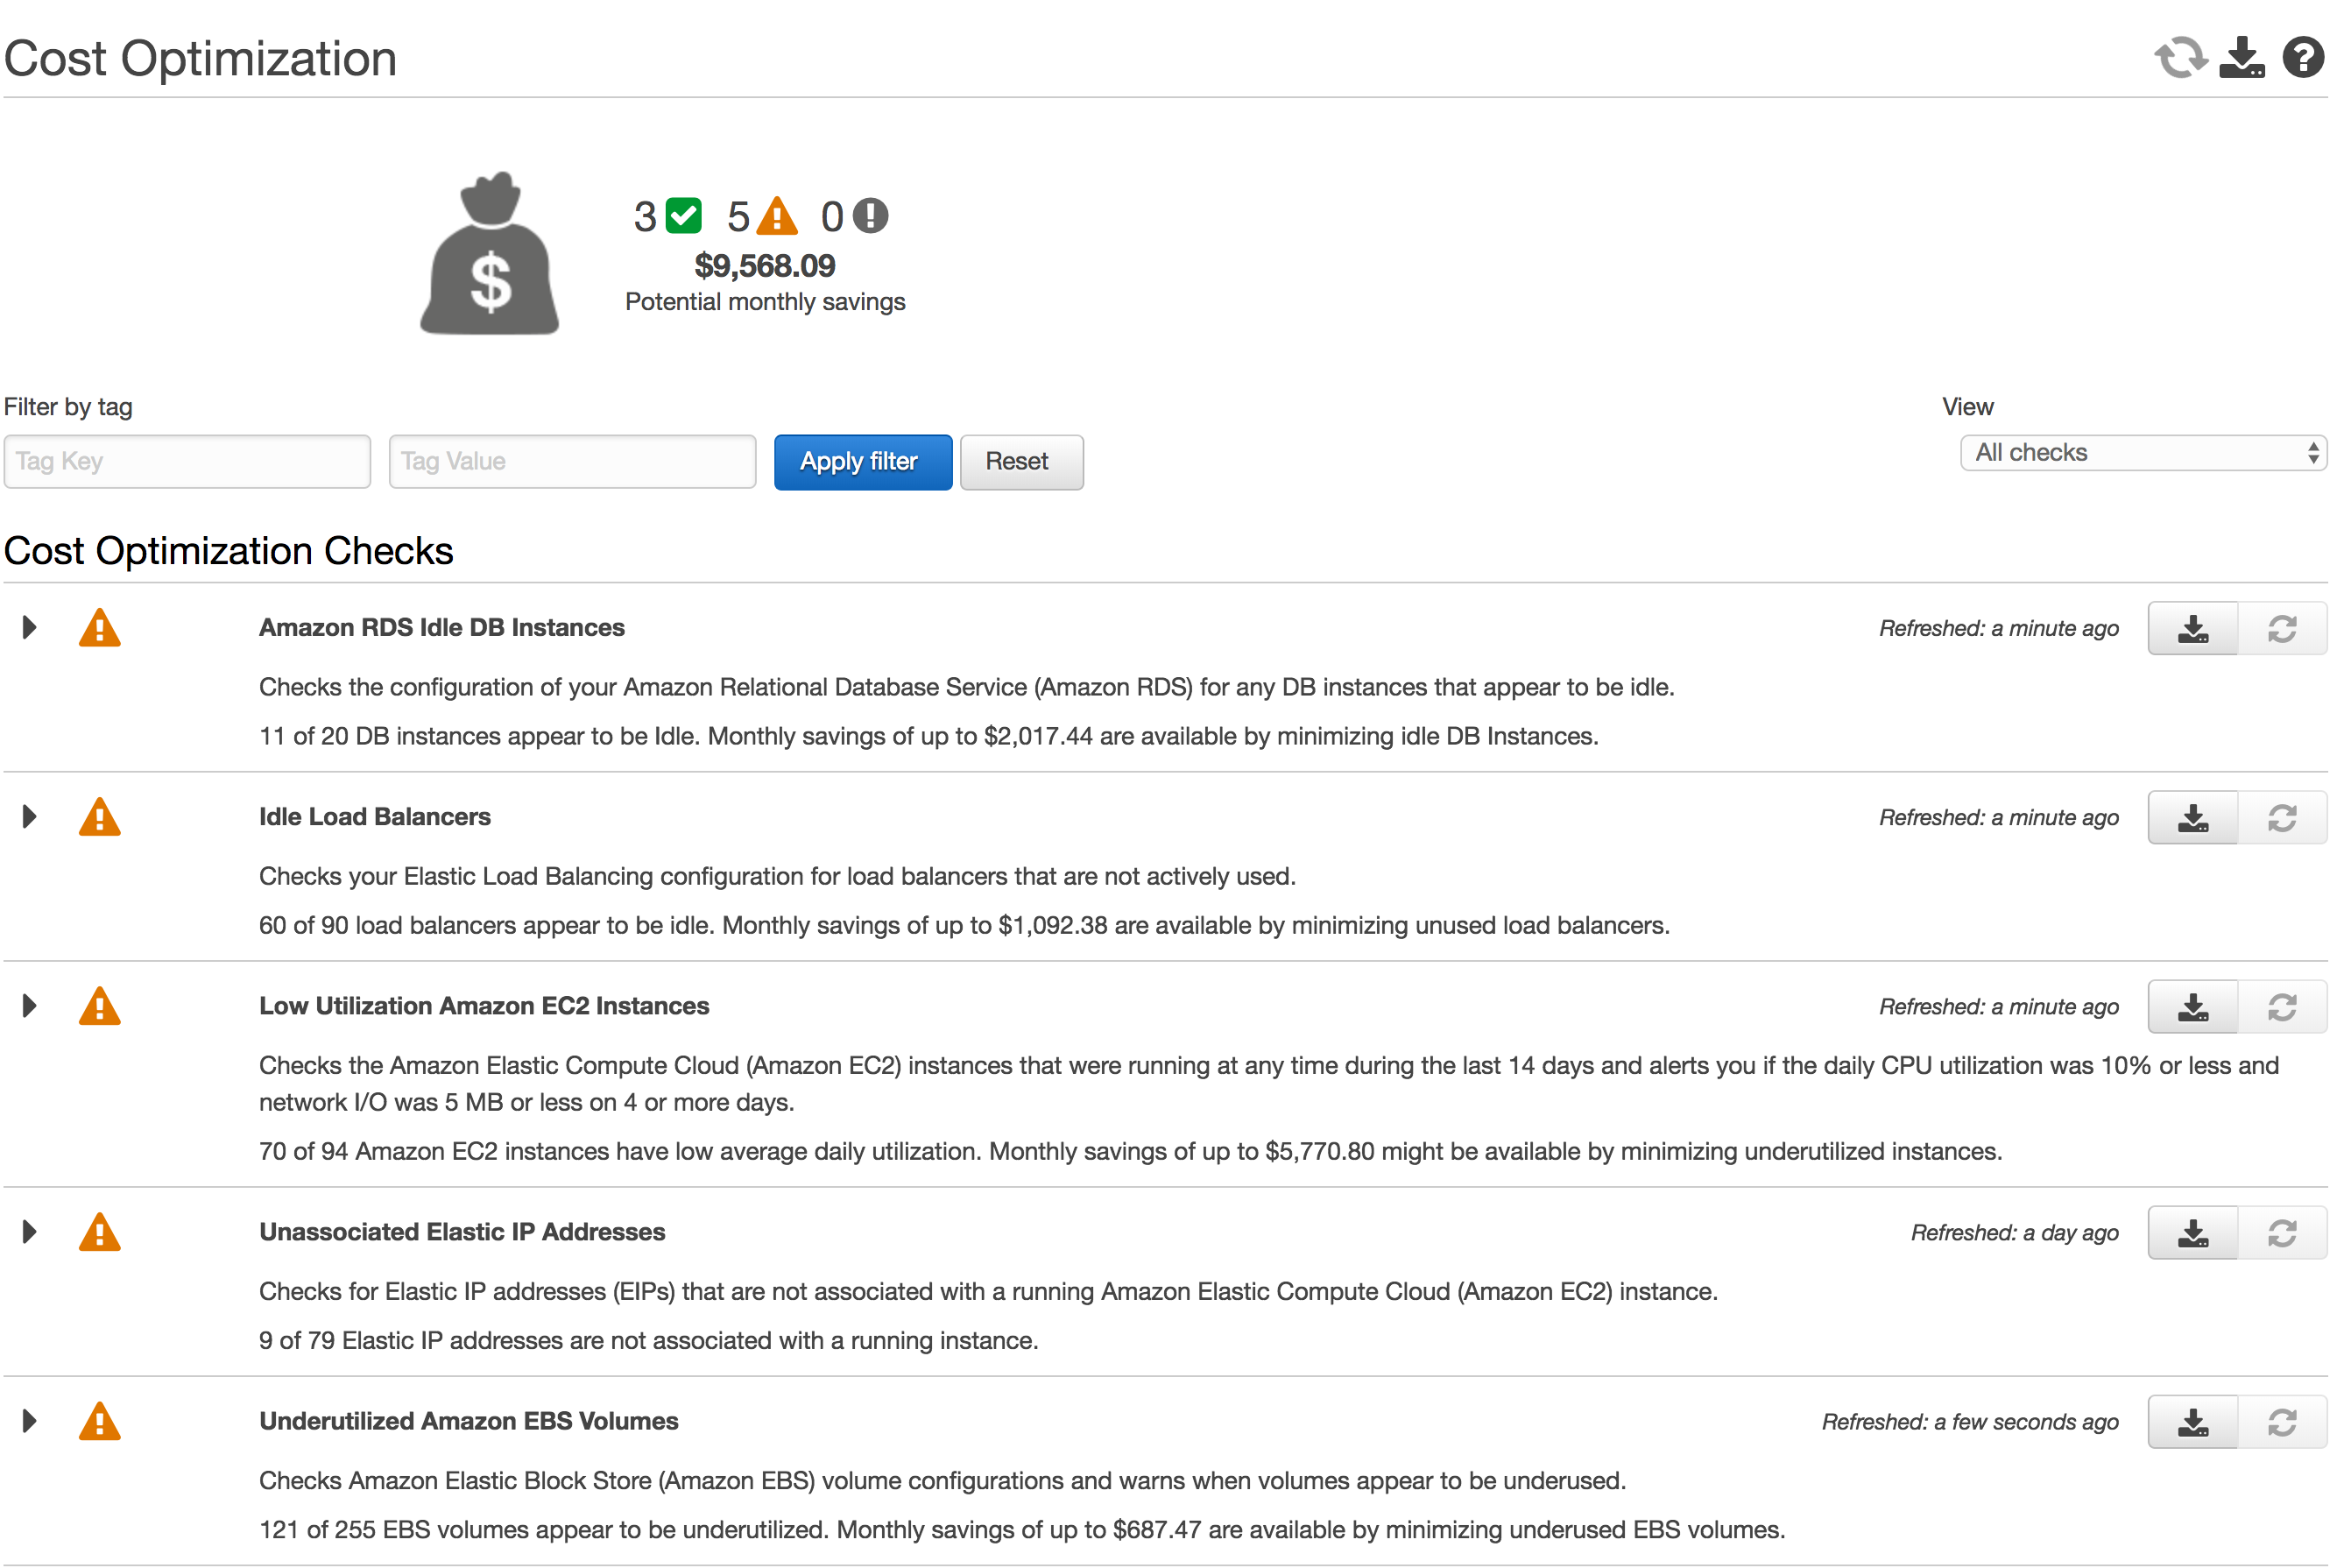 Cost Optimization
3 5 0
$9,568.09
Potential monthly savings
Filter by tag
View
Tag Key
Tag Value
Apply filter
Reset
All checks
Cost Optimization Checks
Amazon RDS Idle DB Instances
Refreshed: a minute ago
Checks the configuration of your Amazon Relational Database Service (Amazon RDS) for any DB instances that appear to be idle.
11 of 20 DB instances appear to be Idle. Monthly savings of up to $2,017.44 are available by minimizing idle DB Instances.
Idle Load Balancers
Refreshed: a minute ago
Checks your Elastic Load Balancing configuration for load balancers that are not actively used.
60 of 90 load balancers appear to be idle. Monthly savings of up to $1,092.38 are available by minimizing unused load balancers.
Low Utilization Amazon EC2 Instances
Refreshed: a minute ago
Checks the Amazon Elastic Compute Cloud (Amazon EC2) instances that were running at any time during the last 14 days and alerts you if the daily CPU utilization was 10% or less and
network I/O was 5 MB or less on 4 or more days.
70 of 94 Amazon EC2 instances have low average daily utilization. Monthly savings of up to $5,770.80 might be available by minimizing underutilized instances.
Unassociated Elastic IP Addresses
Refreshed: a day ago
Checks for Elastic IP addresses (EIPs) that are not associated with a running Amazon Elastic Compute Cloud (Amazon EC2) instance.
9 of 79 Elastic IP addresses are not associated with a running instance.
Underutilized Amazon EBS Volumes
Refreshed: a few seconds ago
Checks Amazon Elastic Block Store (Amazon EBS) volume configurations and warns when volumes appear to be underused.
121 of 255 EBS volumes appear to be underutilized. Monthly savings of up to $687.47 are available by minimizing underused EBS volumes.